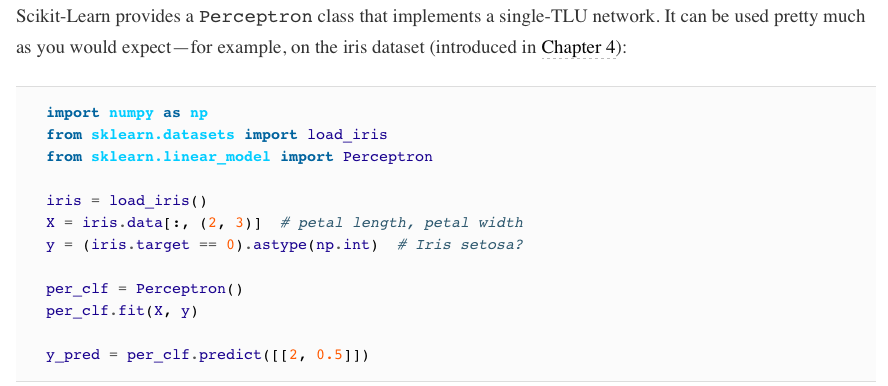 Scikit-Learn provides a Perceptron class that implements a single-TLU network. It can be used pretty much
as you would expect—for example, on the iris dataset (introduced in Chapter 4):
import numpy as np
from sklearn.datasets import load_iris
from sklearn.linear_model import Perceptron
iris = load_iris()
X = iris.data[:, (2, 3)]  # petal length, petal width
y = (iris.target == 0).astype(np.int)  # Iris setosa?
per_clf = Perceptron()
per_clf.fit(X, y)
y_pred = per_clf.predict([[2, 0.5]])